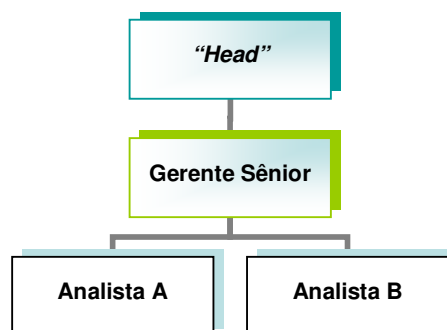 “Head”
Gerente Sênior
Analista A
Analista B